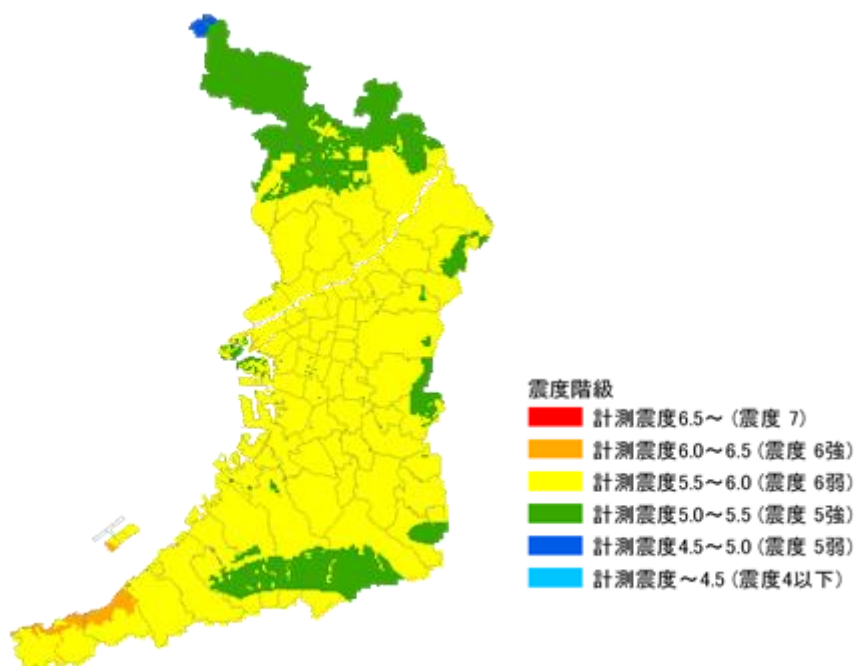 震度階級
計測震度6.5～ (震度 7)
計測震度6.0～6.5 (震度 6強)
計測震度5.5～6.0 (震度 6弱)
計測震度5.0～5.5 (震度 5強)
計測震度4.5～5.0 (震度 5弱)
計測震度～4.5 (震度4以下)